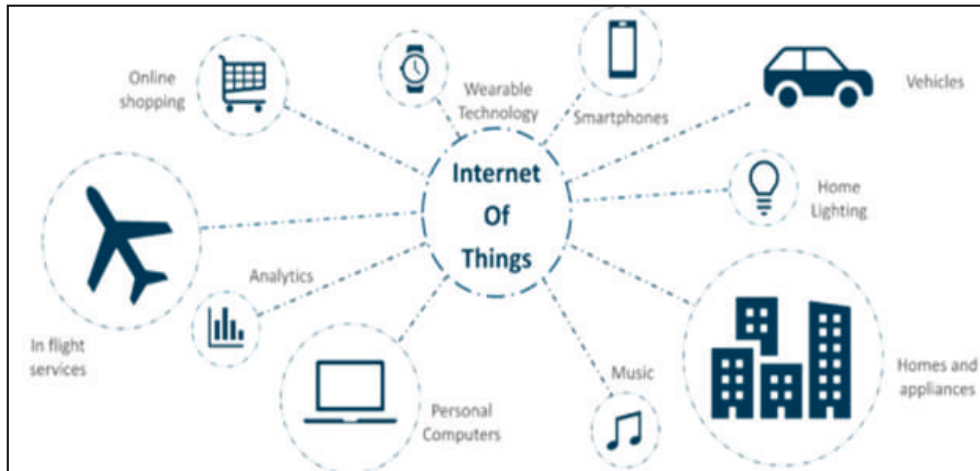 Online
shopping
Wearable
Technology
Smartphones
Vehicles
Internet
Of
Things
Home
Lighting
Analytics
In flight
services
Personal
Computers
Music
Homes and
appliances